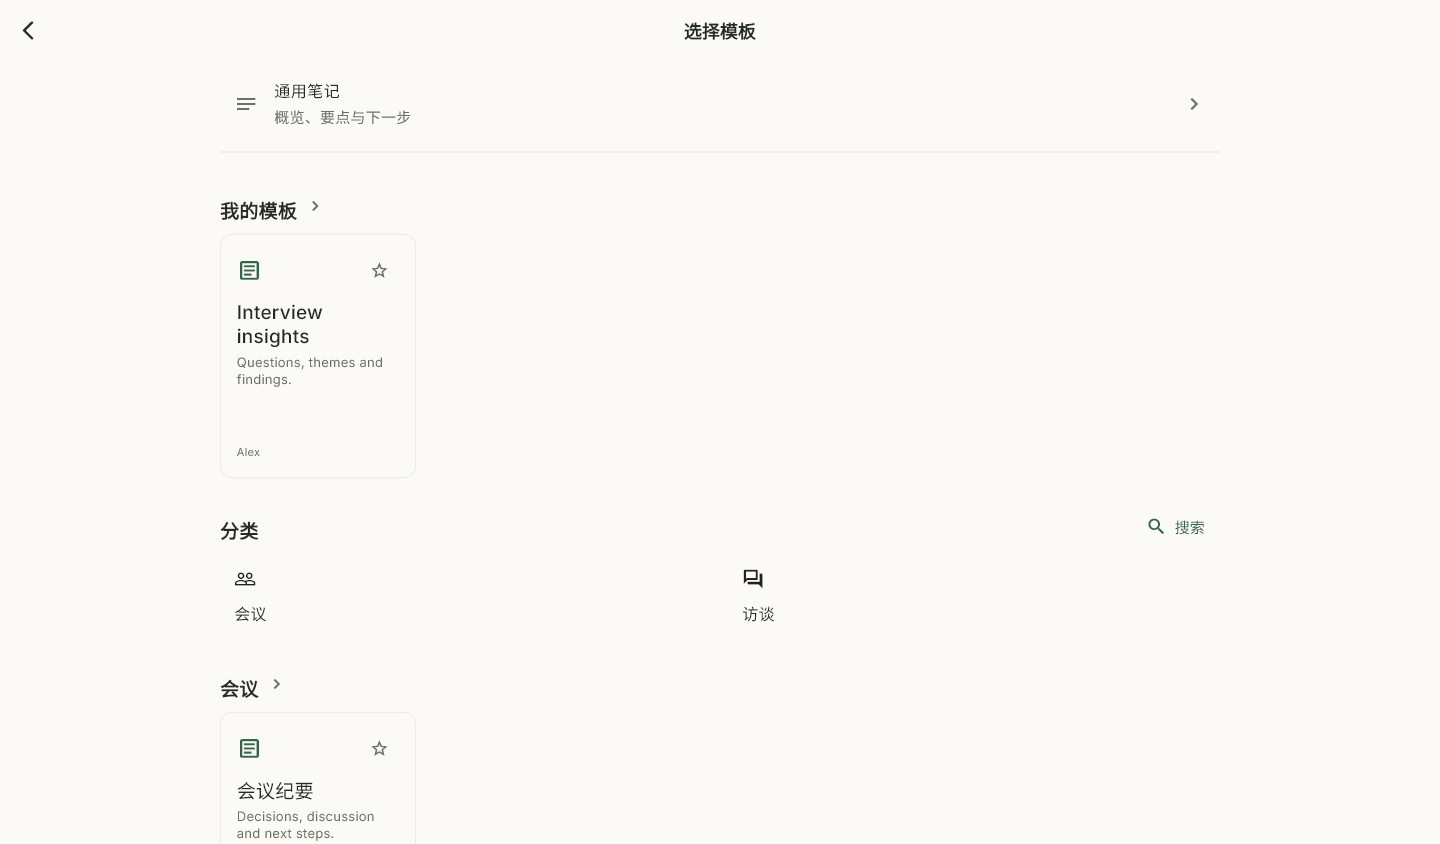 选择模板
通用笔记
概览、要点与下一步
我的模板
Interview
insights
Questions, themes and
findings.
Alex
分类
搜索
会议
访谈
会议
会议纪要
Decisions, discussion
and next steps.